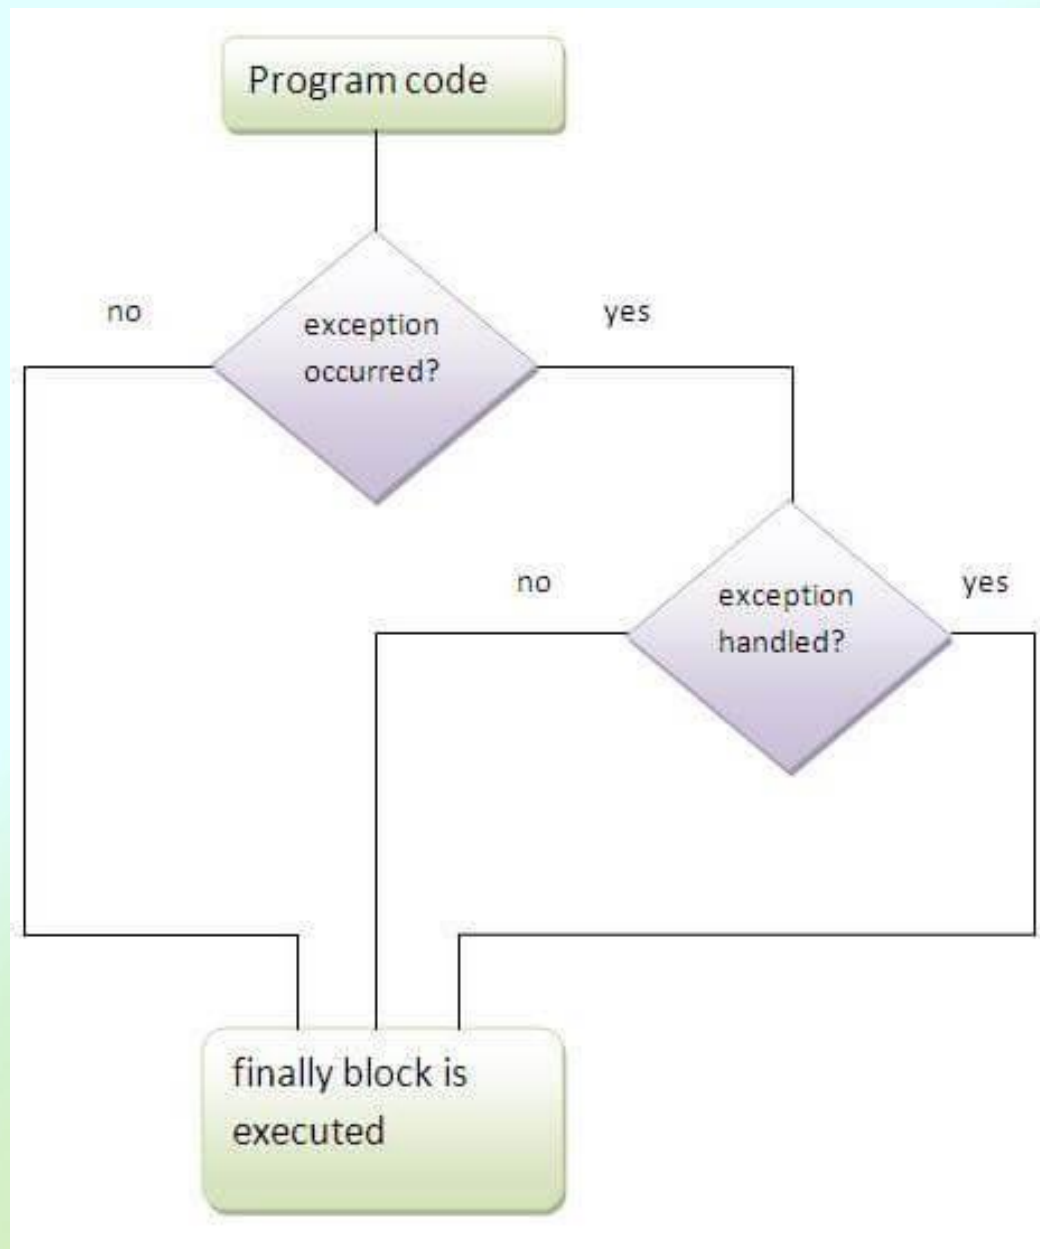 Program code
no
yes
exception
occurred?
no
yes
exception
handled?
finally block is
executed